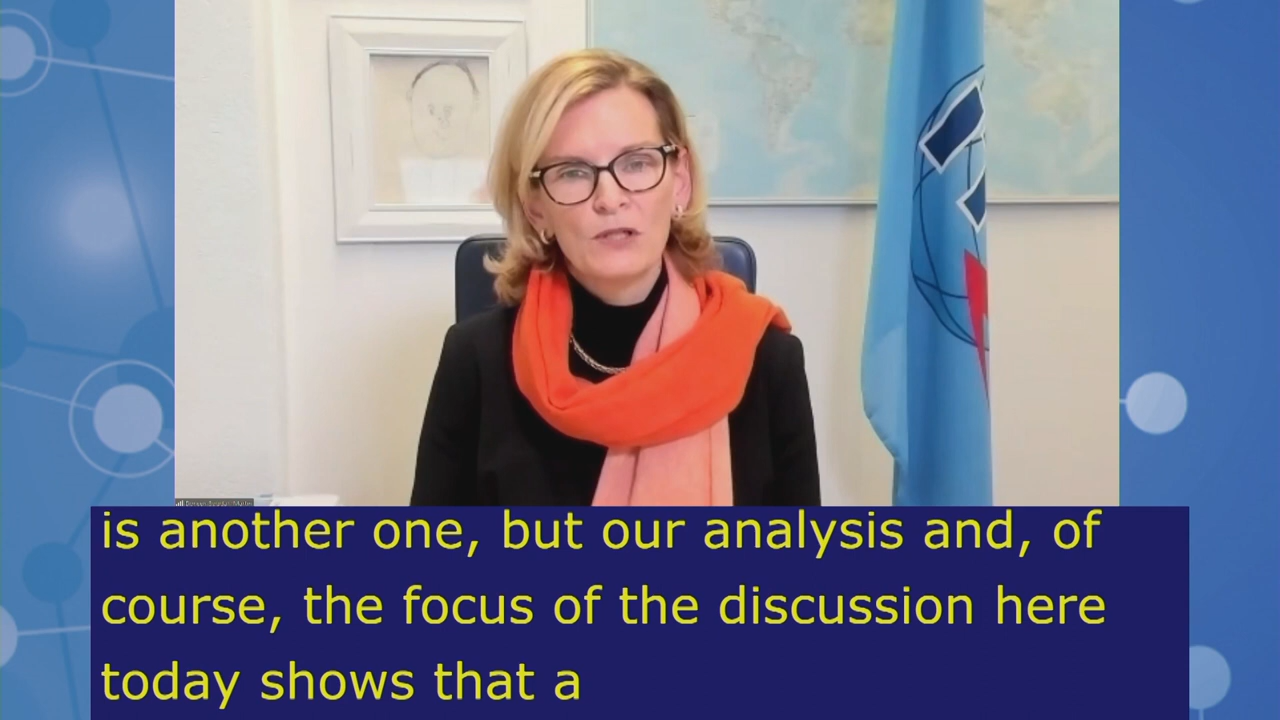 is another one, but our analysis and, of
course, the focus of the discussion here
today shows that a